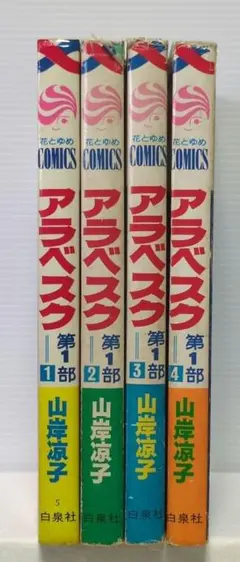 花とゆめ
COMICS
アラベスク
第1部
1
山岸凉子
5
白泉社
花とゆめ
COMICS
アラベスク
第1部
2
山岸凉子
白泉社
花とゆめ
COMICS
アラベスク
第1部
3
山岸凉子
白泉社
花とゆめ
COMICS
アラベスク
第1部
4
山岸凉子
白泉社